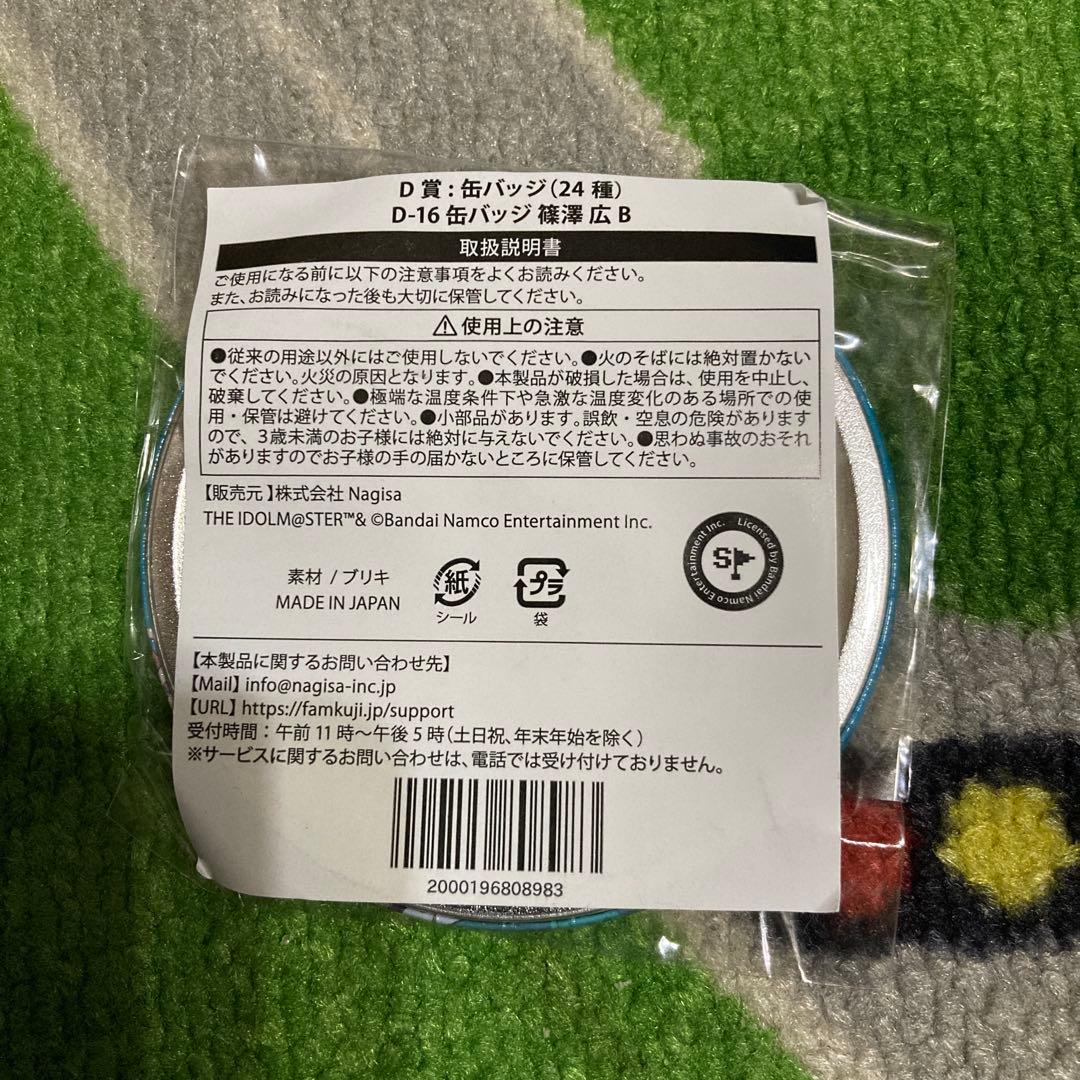 D賞:缶バッジ(24種)
D-16 缶バッジ 篠澤 広 B
取扱説明書
ご使用になる前に以下の注意事項をよくお読みください。
また、お読みになった後も大切に保管してください。
⚠使用上の注意
●従来の用途以外にはご使用しないでください。●火のそばには絶対置かない
でください。火災の原因となります。●本製品が破損した場合は、使用を中止し、
破棄してください。●極端な温度条件下や急激な温度変化のある場所での使
用・保管は避けてください。●小部品があります。誤飲・空息の危険があります
ので、3歳未満のお子様には絶対に与えないでください。●思わぬ事故のおそれ
がありますのでお子様の手の届かないところに保管してください。
【販売元】株式会社 Nagisa
THE IDOLM@STER™& ©Bandai Namco Entertainment Inc.
Licensed by Bandai Namco Entertainment Inc.
素材 / ブリキ
MADE IN JAPAN
紙
シール
プラ
袋
【本製品に関するお問い合わせ先】
【Mail】info@nagisa-inc.jp
【URL】https://famkuji.jp/support
受付時間:午前11時〜午後5時(土日祝、年末年始を除く)
※サービスに関するお問い合わせは、電話では受け付けておりません。
2000196808983